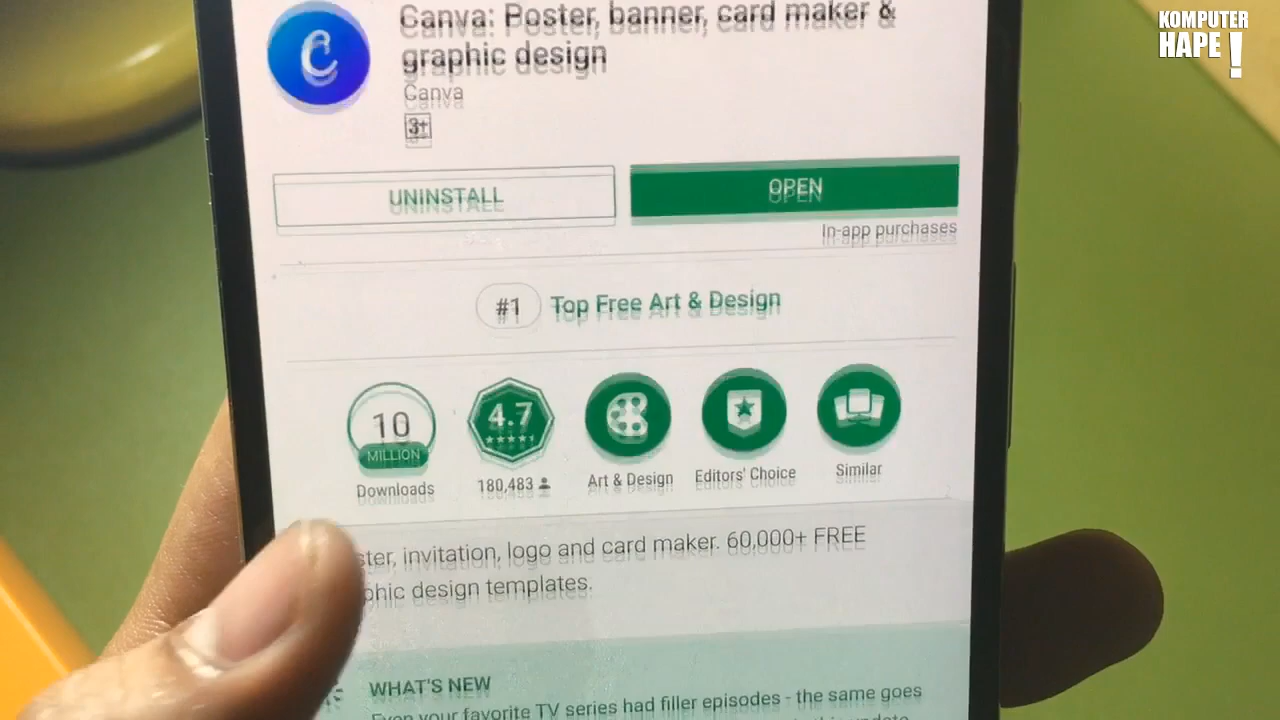 KOMPUTER
HAPE!
Canva: Poster, banner, card maker &
graphic design
Canva
3+
UNINSTALL
OPEN
In-app purchases
#1 Top Free Art & Design
10
MILLION
Downloads
4.7
180,483
Art & Design
Editors' Choice
Similar
ster, invitation, logo and card maker. 60,000+ FREE
phic design templates.
WHAT'S NEW
Even your favorite TV series had filler episodes - the same goes
this update